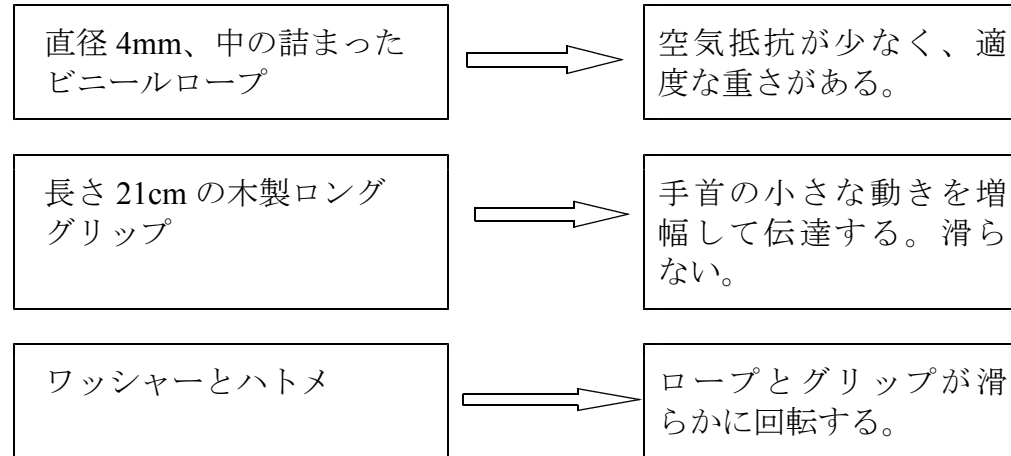 直径 4mm、中の詰まった
ビニールロープ
空気抵抗が少なく、適
度な重さがある。
長さ 21cm の木製ロング
グリップ
手首の小さな動きを増
幅して伝達する。滑ら
ない。
ワッシャーとハトメ
ロープとグリップが滑
らかに回転する。